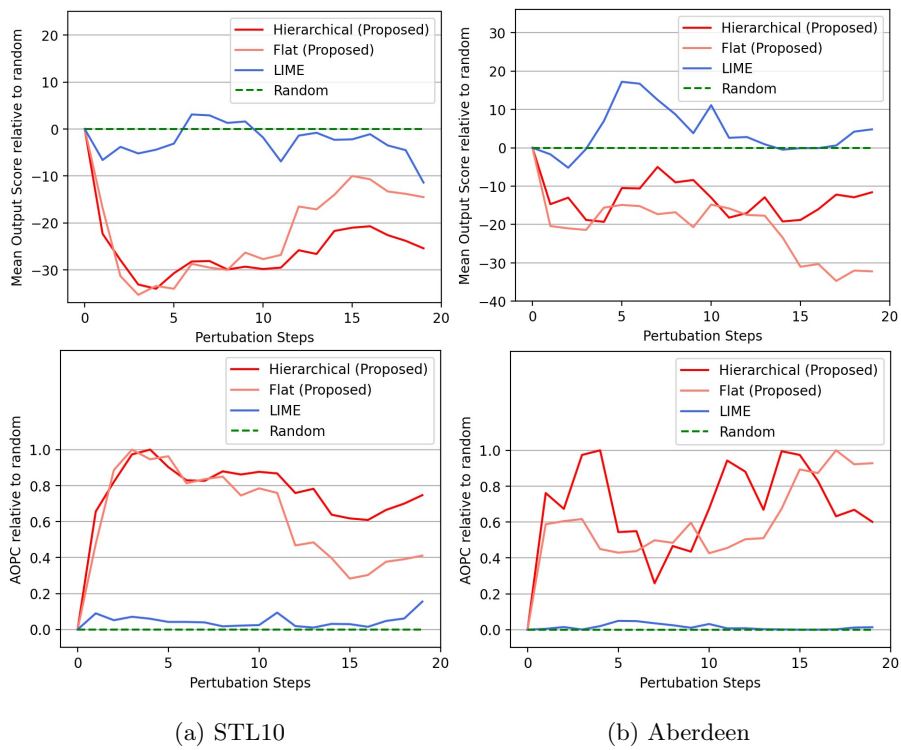 Mean Output Score relative to random
20
10
0
−10
−20
−30
Hierarchical (Proposed)
Flat (Proposed)
LIME
Random
0 5 10 15 20
Pertubation Steps
Mean Output Score relative to random
30
20
10
0
−10
−20
−30
−40
Hierarchical (Proposed)
Flat (Proposed)
LIME
Random
0 5 10 15 20
Pertubation Steps
AOPC relative to random
1.0
0.8
0.6
0.4
0.2
0.0
Hierarchical (Proposed)
Flat (Proposed)
LIME
Random
0 5 10 15 20
Pertubation Steps
AOPC relative to random
1.0
0.8
0.6
0.4
0.2
0.0
Hierarchical (Proposed)
Flat (Proposed)
LIME
Random
0 5 10 15 20
Pertubation Steps
(a) STL10
(b) Aberdeen